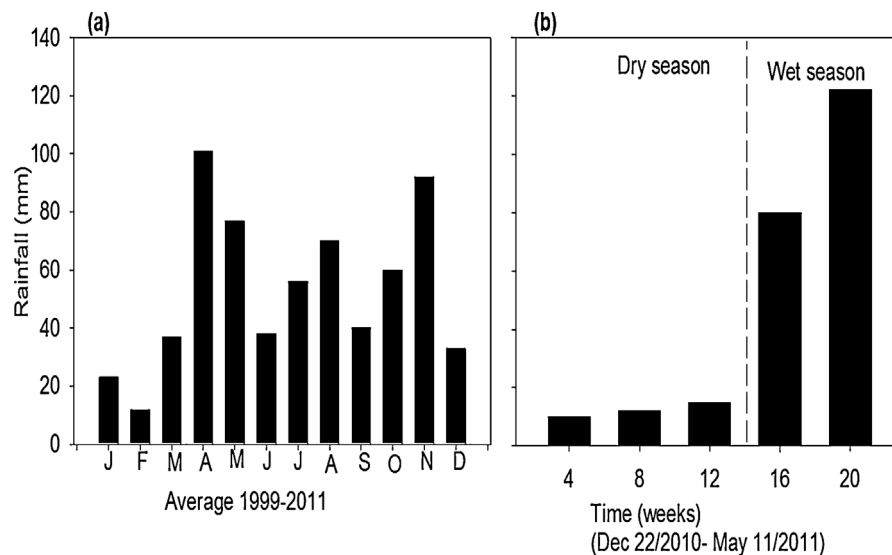 (a)
140
120
100
80
60
40
20
0
Rainfall (mm)
J F M A M J J A S O N D
Average 1999-2011
(b)
Dry season
Wet season
4 8 12 16 20
Time (weeks)
(Dec 22/2010- May 11/2011)